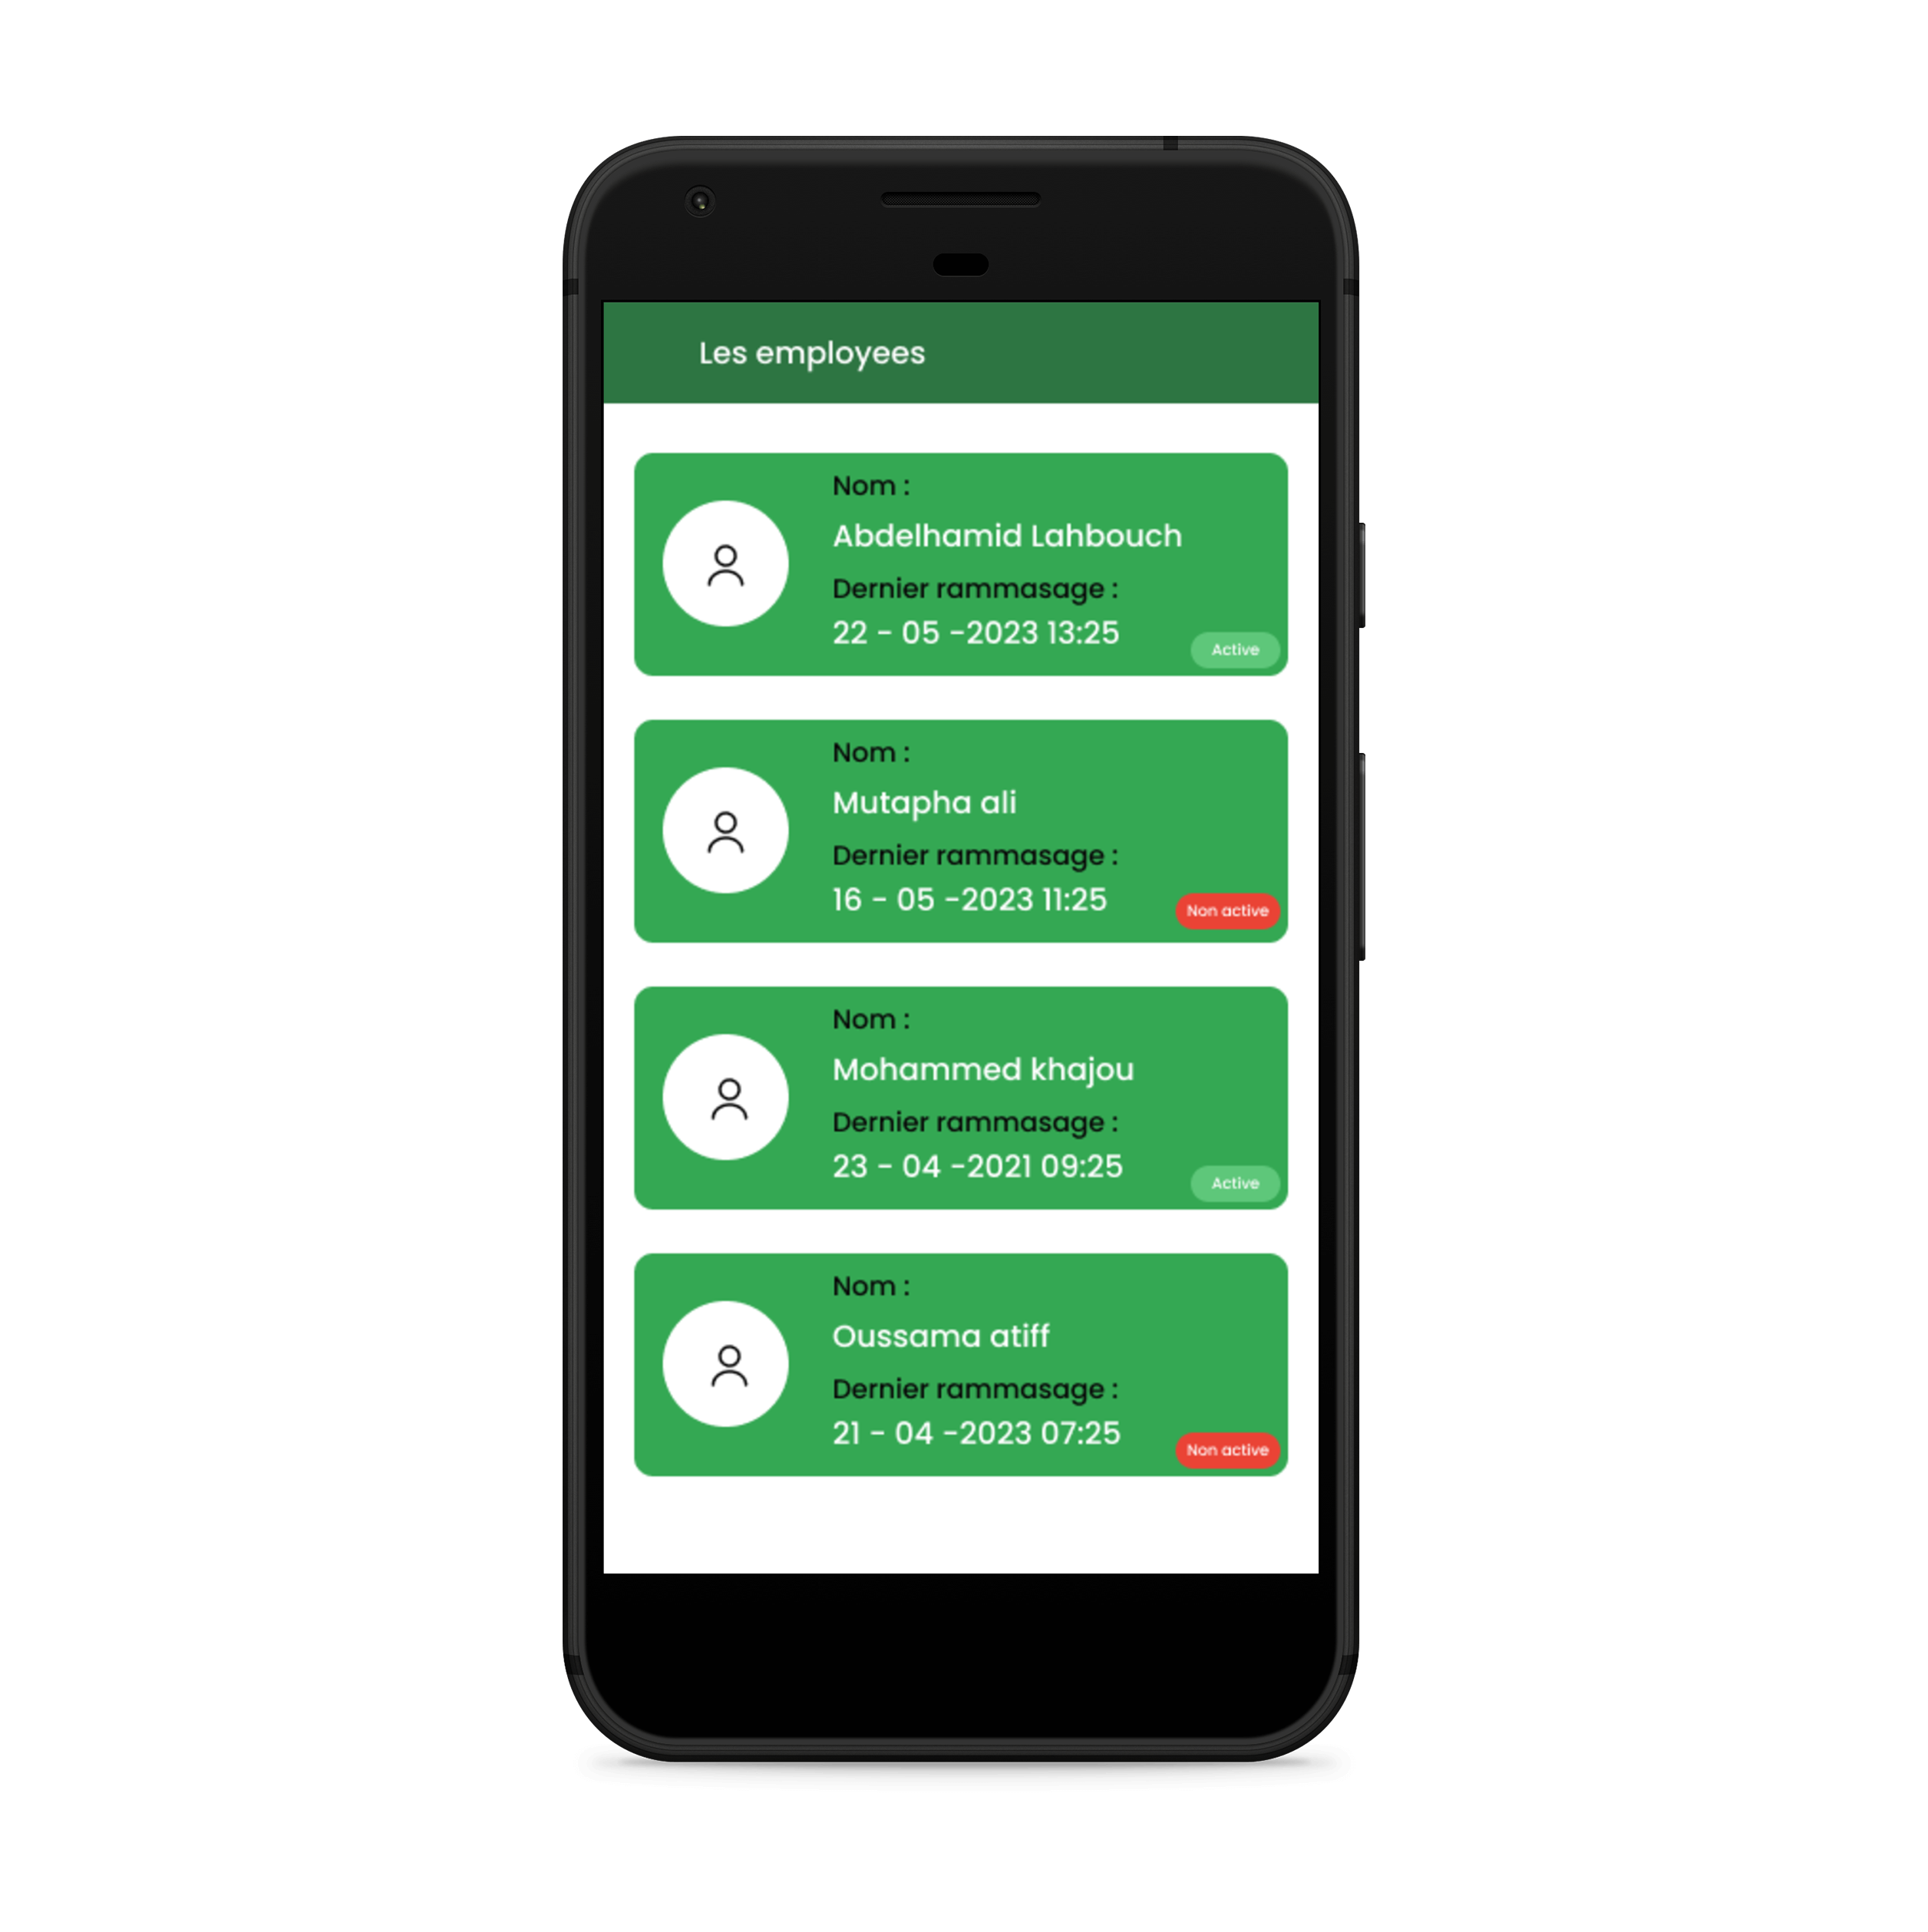 Les employees
Nom :
Abdelhamid Lahbouch
Dernier rammasage :
22 - 05 -2023 13:25
Active
Nom :
Mutapha ali
Dernier rammasage :
16 - 05 -2023 11:25
Non active
Nom :
Mohammed khajou
Dernier rammasage :
23 - 04 -2021 09:25
Active
Nom :
Oussama atiff
Dernier rammasage :
21 - 04 -2023 07:25
Non active